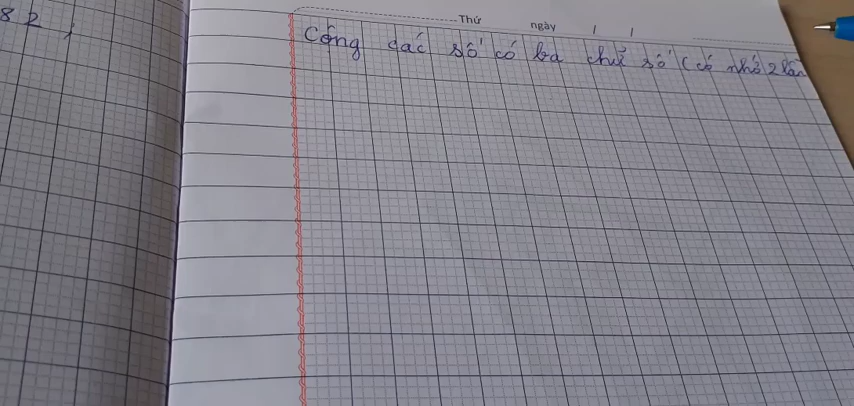 82,
Thứ ngày / /
Cộng các số có ba chữ số (có nhớ 2 lần